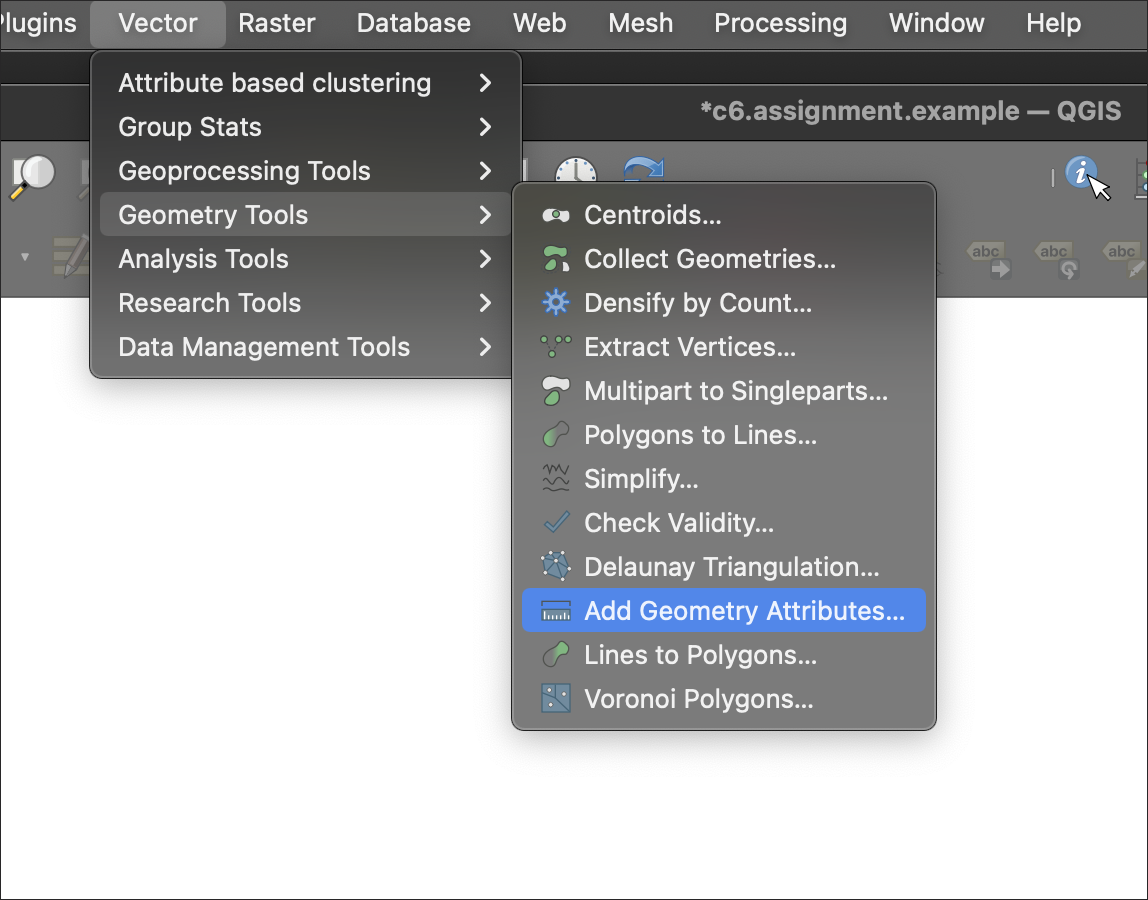 Plugins Vector Raster Database Web Mesh Processing Window Help
*c6.assignment.example — QGIS
Attribute based clustering
Group Stats
Geoprocessing Tools
Geometry Tools
Analysis Tools
Research Tools
Data Management Tools
Centroids...
Collect Geometries...
Densify by Count...
Extract Vertices...
Multipart to Singleparts...
Polygons to Lines...
Simplify...
Check Validity...
Delaunay Triangulation...
Add Geometry Attributes...
Lines to Polygons...
Voronoi Polygons...
abc abc abc